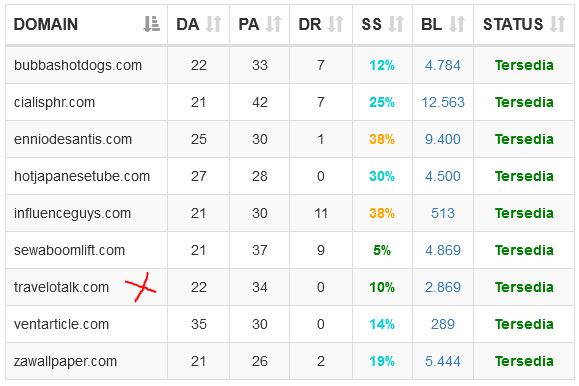 DOMAIN DA PA DR SS BL STATUS
bubbashotdogs.com 22 33 7 12% 4.784 Tersedia
cialisphr.com 21 42 7 25% 12.563 Tersedia
enniodesantis.com 25 30 1 38% 9.400 Tersedia
hotjapanesetube.com 27 28 0 30% 4.500 Tersedia
influenceguys.com 21 30 11 38% 513 Tersedia
sewaboomlift.com 21 37 9 5% 4.869 Tersedia
travelotalk.com 22 34 0 10% 2.869 Tersedia
ventarticle.com 35 30 0 14% 289 Tersedia
zawallpaper.com 21 26 2 19% 5.444 Tersedia